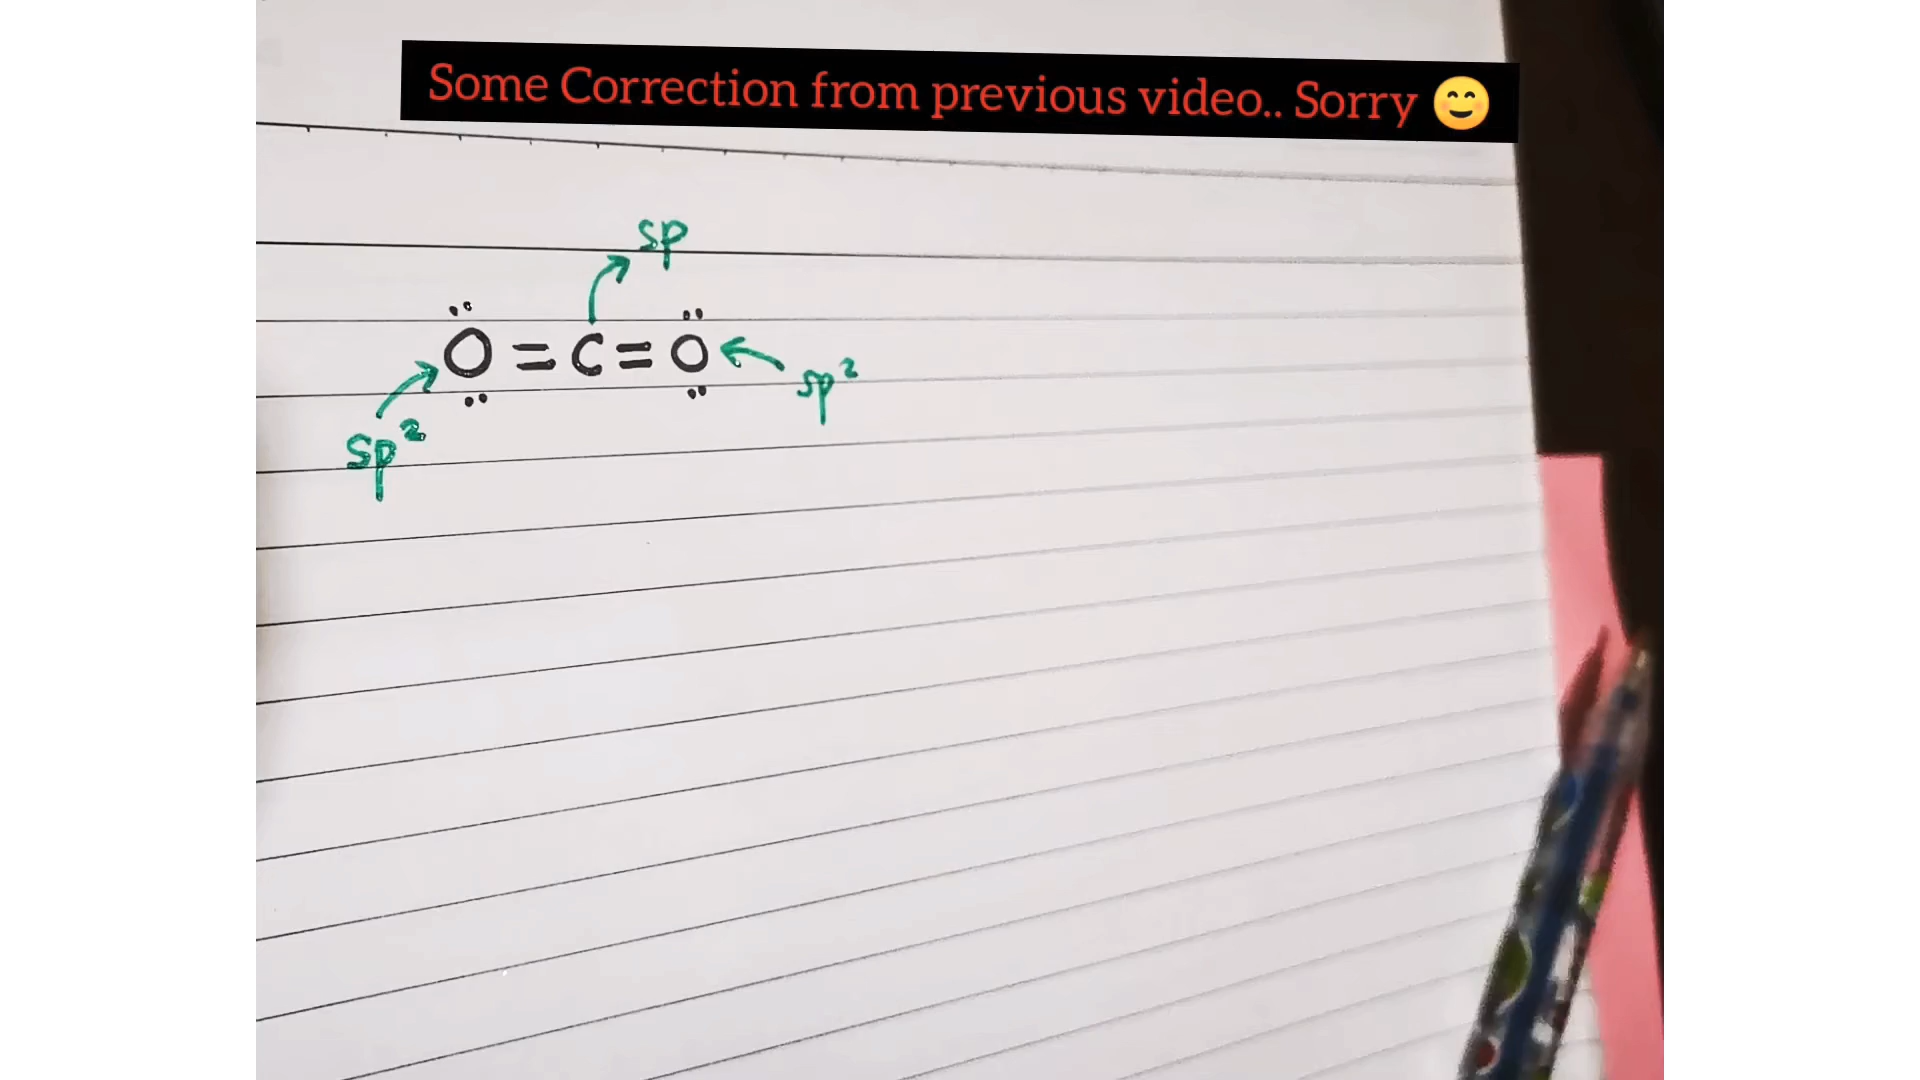 Some Correction from previous video.. Sorry 😊
sp
Ö = C = Ö
sp²
sp²